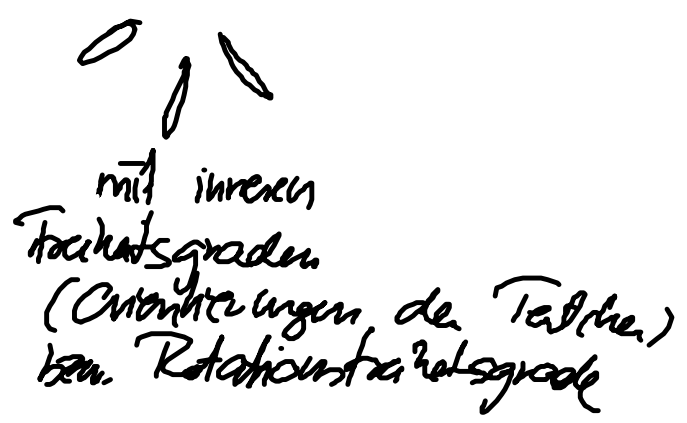 mit inneren
Freiheitsgraden
(Orientierungen der Teilchen)
bzw. Rotationsfreiheitsgrade